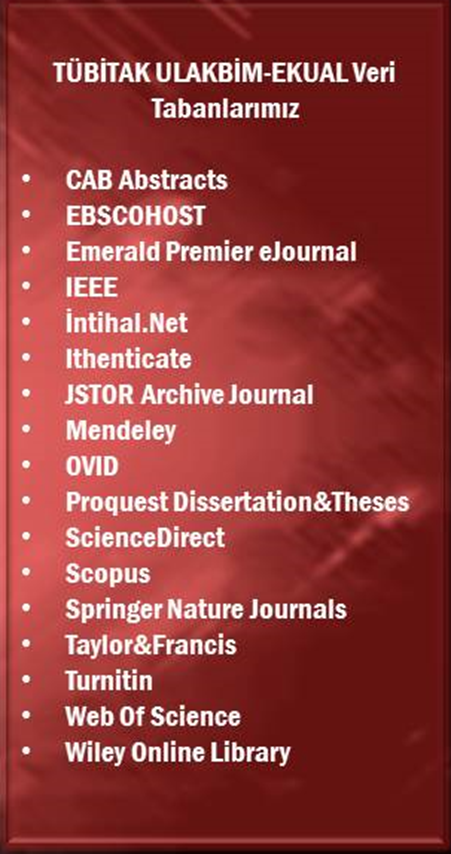 TÜBİTAK ULAKBİM-EKUAL Veri
Tabanlarımız
• CAB Abstracts
• EBSCOHOST
• Emerald Premier eJournal
• IEEE
• İntihal.Net
• Ithenticate
• JSTOR Archive Journal
• Mendeley
• OVID
• Proquest Dissertation&Theses
• ScienceDirect
• Scopus
• Springer Nature Journals
• Taylor&Francis
• Turnitin
• Web Of Science
• Wiley Online Library